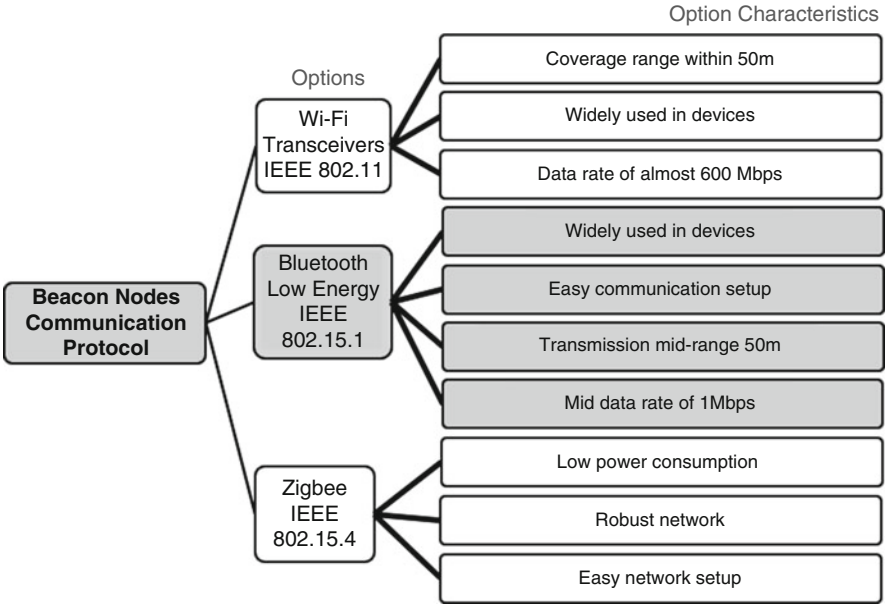 Option Characteristics
Options
Beacon Nodes
Communication
Protocol
Wi-Fi
Transceivers
IEEE 802.11
Coverage range within 50m
Widely used in devices
Data rate of almost 600 Mbps
Bluetooth
Low Energy
IEEE
802.15.1
Widely used in devices
Easy communication setup
Transmission mid-range 50m
Mid data rate of 1Mbps
Zigbee
IEEE
802.15.4
Low power consumption
Robust network
Easy network setup